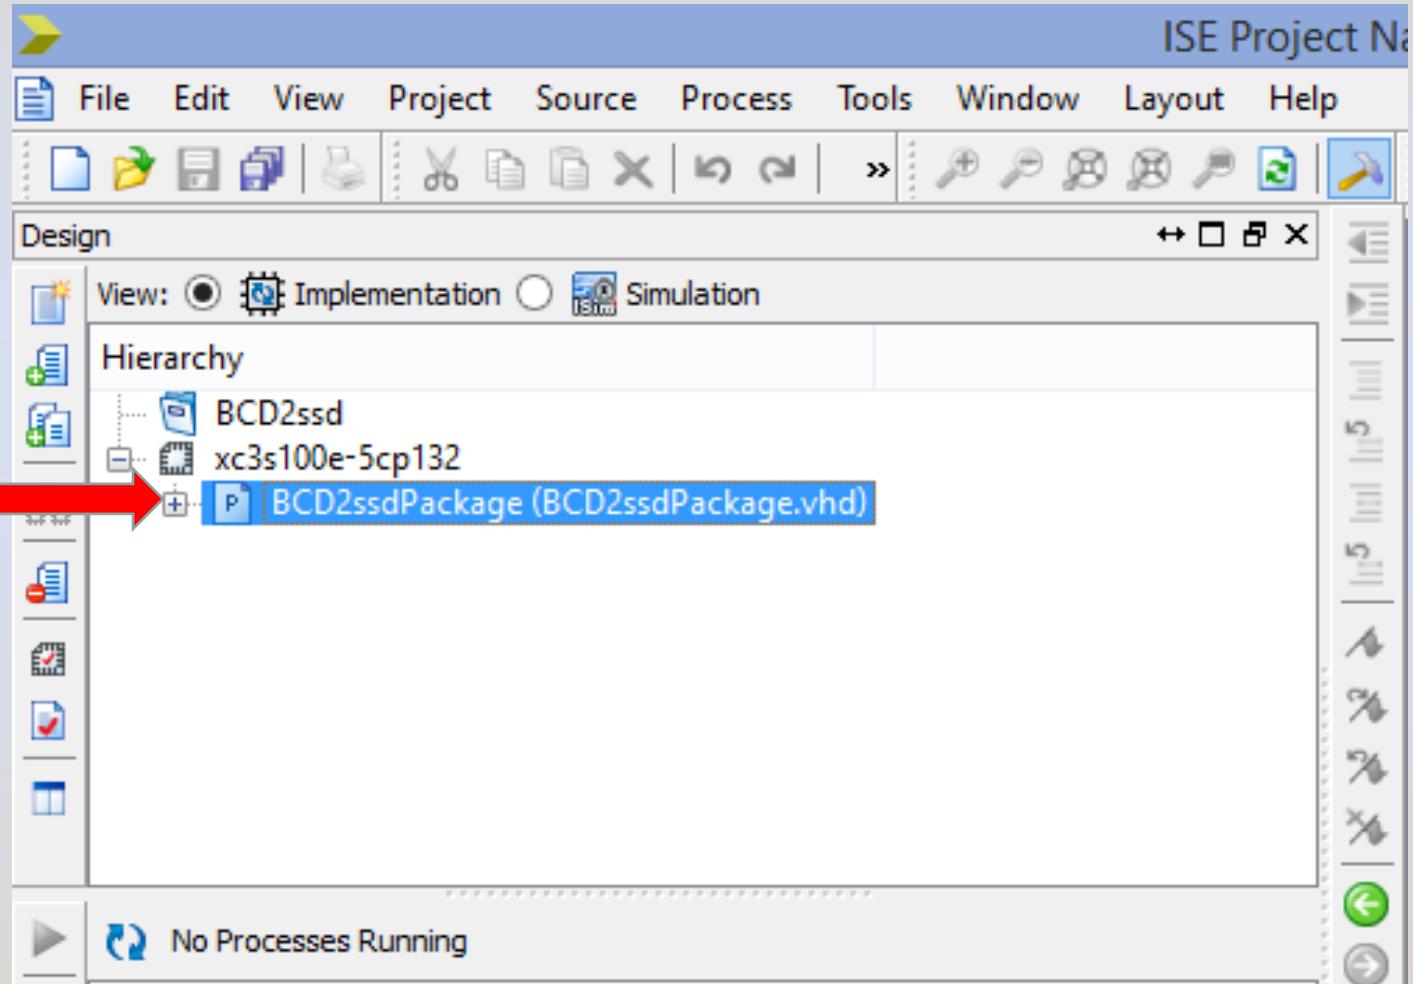 ISE Project Na
File Edit View Project Source Process Tools Window Layout Help
»
Design
View: Implementation Simulation
Hierarchy
BCD2ssd
xc3s100e-5cp132
P BCD2ssdPackage (BCD2ssdPackage.vhd)
No Processes Running